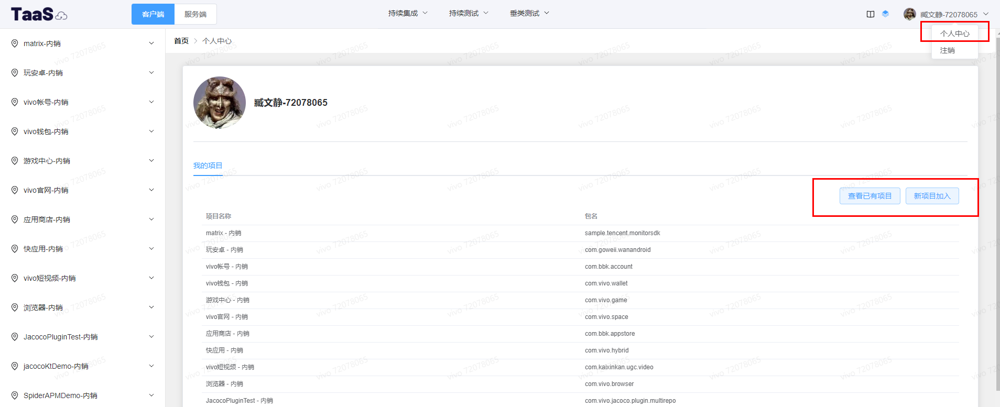 TaaS
客户端 服务端
持续集成 持续测试 垂类测试
臧文静-72078065
个人中心
注销
首页 > 个人中心
matrix-内销
玩安卓-内销
vivo帐号-内销
vivo钱包-内销
游戏中心-内销
vivo官网-内销
应用商店-内销
快应用-内销
vivo短视频-内销
浏览器-内销
JacocoPluginTest-内销
jacocoKtDemo-内销
SpiderAPMDemo-内销
臧文静-72078065
我的项目
查看已有项目 新项目加入
项目名称 包名
matrix - 内销 sample.tencent.monitorsdk
玩安卓 - 内销 com.goweii.wanandroid
vivo帐号 - 内销 com.bbk.account
vivo钱包 - 内销 com.vivo.wallet
游戏中心 - 内销 com.vivo.game
vivo官网 - 内销 com.vivo.space
应用商店 - 内销 com.bbk.appstore
快应用 - 内销 com.vivo.hybrid
vivo短视频 - 内销 com.kaixinkan.ugc.video
浏览器 - 内销 com.vivo.browser
JacocoPluginTest - 内销 com.vivo.jacoco.plugin.multirepo
vivo 72078065